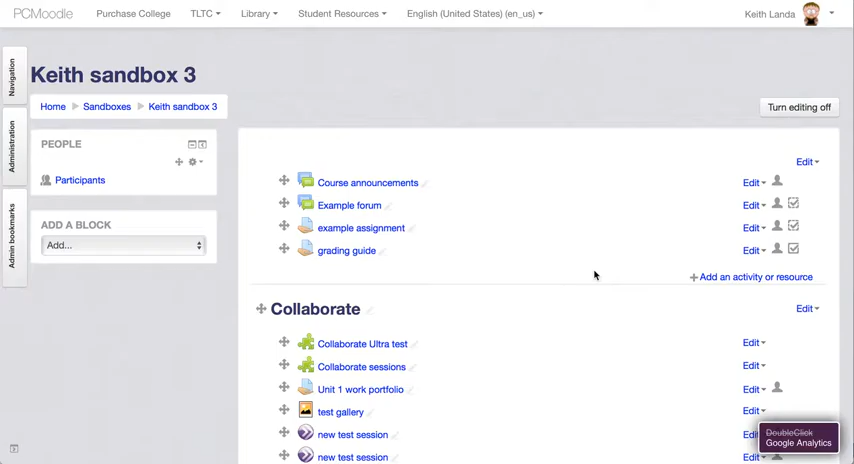 PCMoodle Purchase College TLTC Library Student Resources English (United States) (en_us) Keith Landa
Navigation
Administration
Admin bookmarks
Keith sandbox 3
Home Sandboxes Keith sandbox 3
Turn editing off
PEOPLE
Participants
ADD A BLOCK
Add...
Edit
Course announcements Edit
Example forum Edit
example assignment Edit
grading guide Edit
Add an activity or resource
Collaborate Edit
Collaborate Ultra test Edit
Collaborate sessions Edit
Unit 1 work portfolio Edit
test gallery Edit
new test session Edit
new test session Edit
DoubleClick
Google Analytics